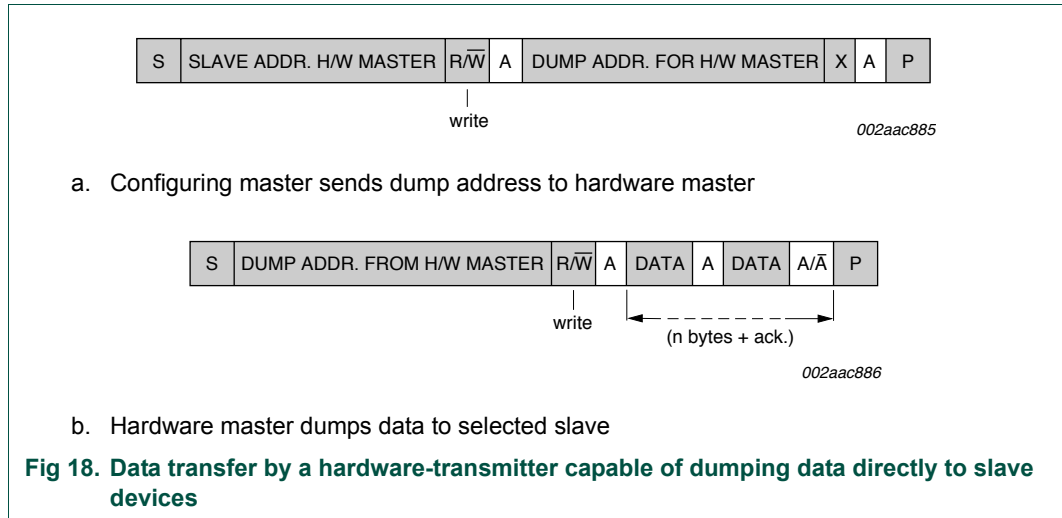 S SLAVE ADDR. H/W MASTER R/W̅ A DUMP ADDR. FOR H/W MASTER X A P
write
002aac885
a. Configuring master sends dump address to hardware master
S DUMP ADDR. FROM H/W MASTER R/W̅ A DATA A DATA A/A̅ P
write
(n bytes + ack.)
002aac886
b. Hardware master dumps data to selected slave
Fig 18. Data transfer by a hardware-transmitter capable of dumping data directly to slave
devices